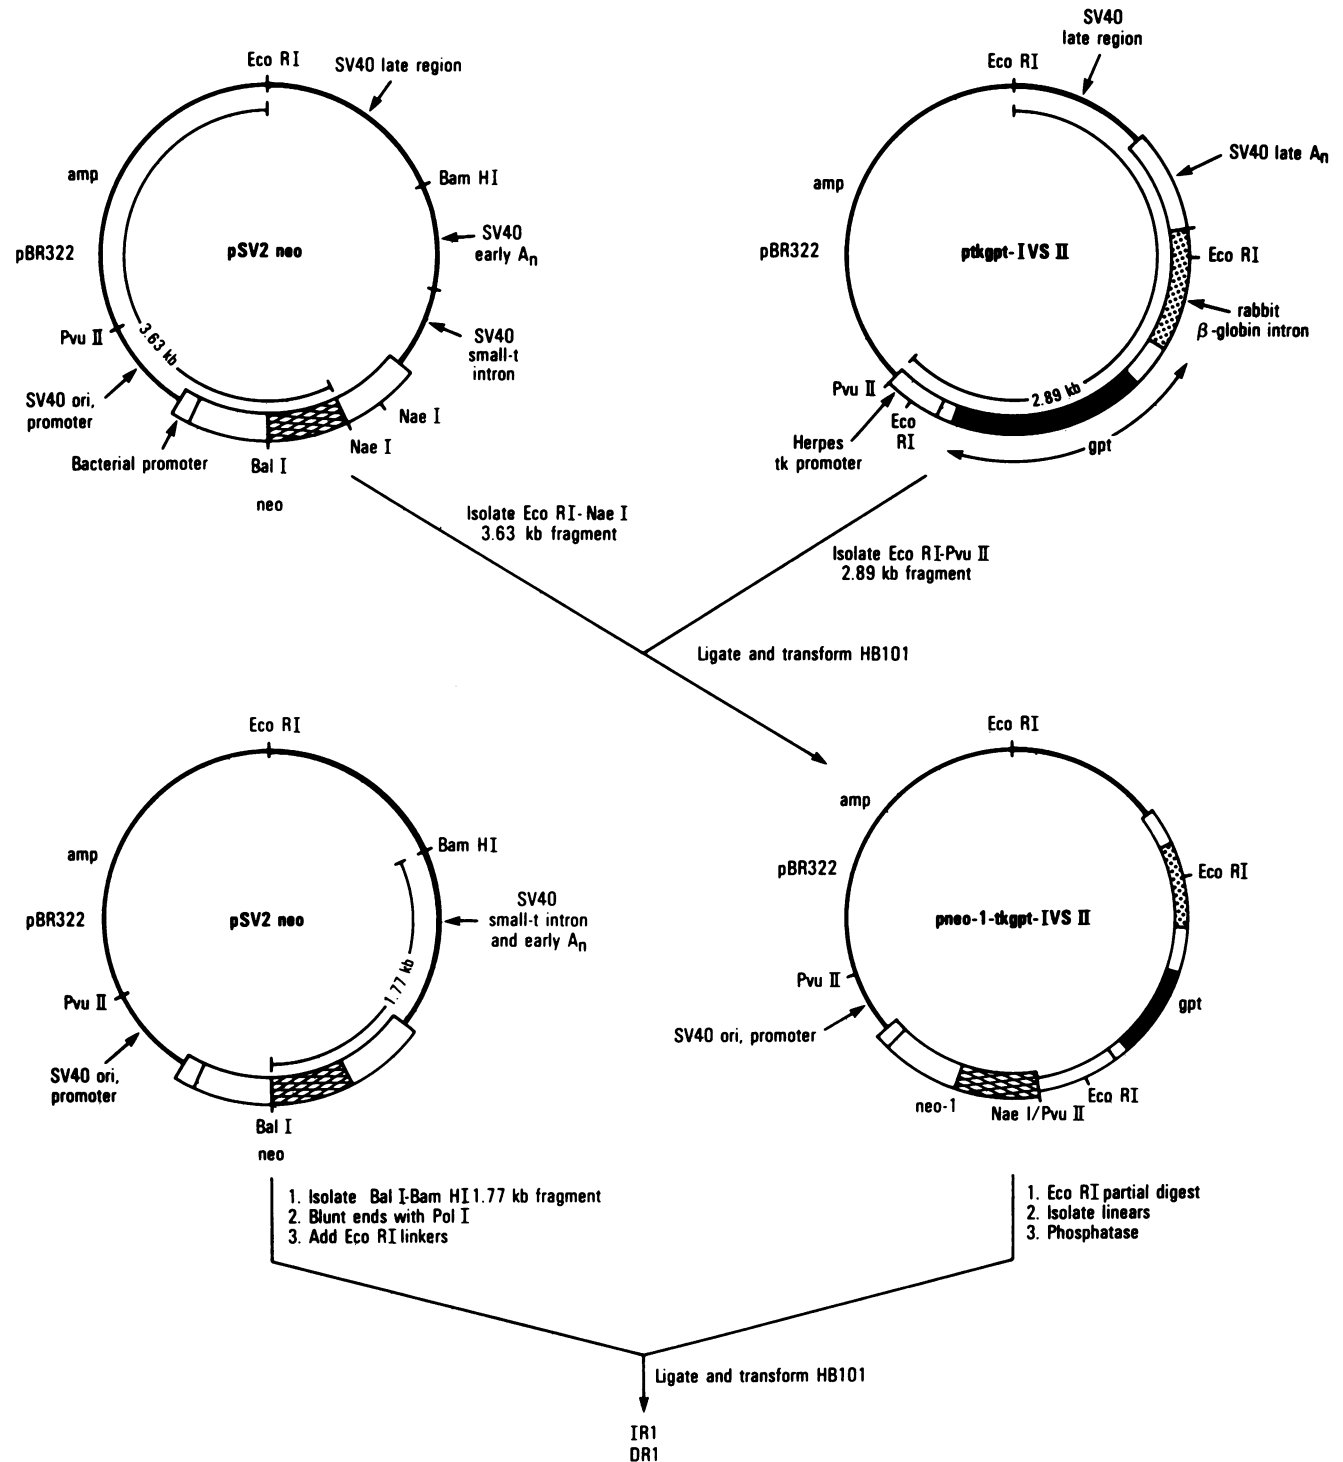 Eco RI
SV40 late region
amp
Bam HI
pBR322
pSV2 neo
SV40
early An
Pvu II
3.63 kb
SV40
small-t
intron
SV40 ori,
promoter
Nae I
Bacterial promoter
Bal I
Nae I
neo
SV40
late region
Eco RI
SV40 late An
amp
pBR322
ptkgpt-IVS II
Eco RI
rabbit
β-globin intron
Pvu II
2.89 kb
Eco
RI
Herpes
tk promoter
gpt
Isolate Eco RI-Nae I
3.63 kb fragment
Isolate Eco RI-Pvu II
2.89 kb fragment
Ligate and transform HB101
Eco RI
amp
Bam HI
pBR322
pSV2 neo
SV40
small-t intron
and early An
1.77 kb
Pvu II
SV40 ori,
promoter
Bal I
neo
Eco RI
amp
pBR322
Eco RI
pneo-1-tkgpt-IVS II
Pvu II
gpt
SV40 ori, promoter
Eco RI
neo-1
Nae I/Pvu II
1. Isolate Bal I-Bam HI 1.77 kb fragment
2. Blunt ends with Pol I
3. Add Eco RI linkers
1. Eco RI partial digest
2. Isolate linears
3. Phosphatase
Ligate and transform HB101
IR1
DR1